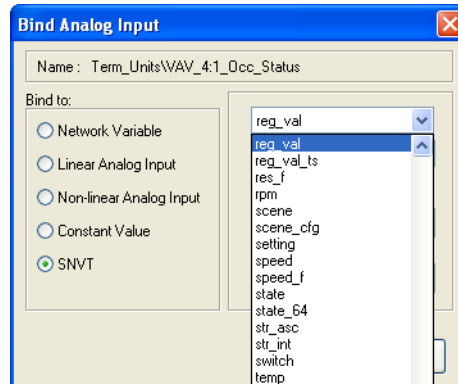 Bind Analog Input
Name : Term_Units\VAV_4:1_Occ_Status
Bind to:
Network Variable
Linear Analog Input
Non-linear Analog Input
Constant Value
SNVT
reg_val
reg_val
reg_val_ts
res_f
rpm
scene
scene_cfg
setting
speed
speed_f
state
state_64
str_asc
str_int
switch
temp